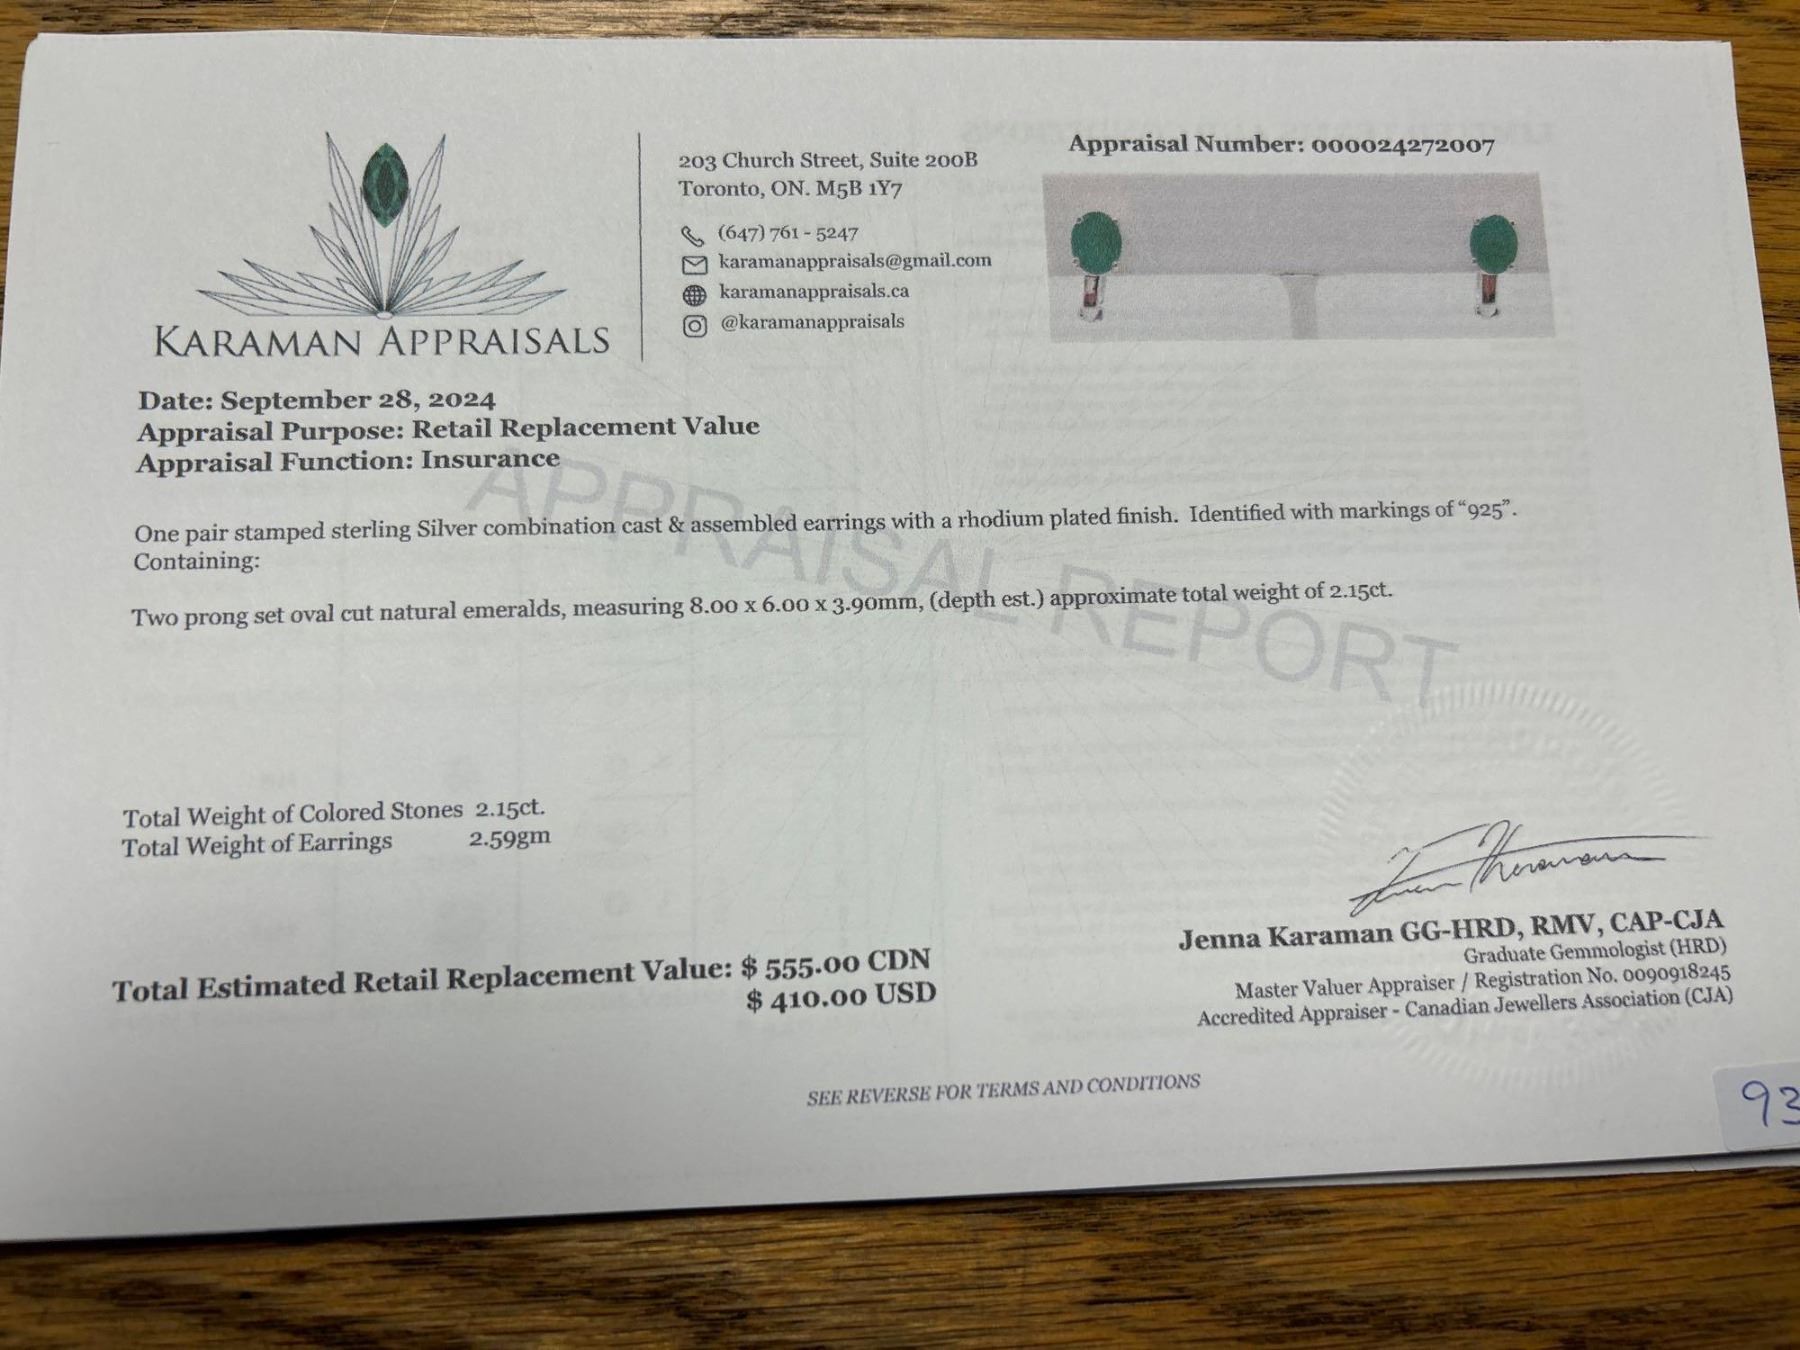 KARAMAN APPRAISALS
203 Church Street, Suite 200B
Toronto, ON. M5B 1Y7
(647) 761 - 5247
karamanappraisals@gmail.com
karamanappraisals.ca
@karamanappraisals
Appraisal Number: 000024272007
Date: September 28, 2024
Appraisal Purpose: Retail Replacement Value
Appraisal Function: Insurance
APPRAISAL REPORT
One pair stamped sterling Silver combination cast & assembled earrings with a rhodium plated finish. Identified with markings of “925”.
Containing:
Two prong set oval cut natural emeralds, measuring 8.00 x 6.00 x 3.90mm, (depth est.) approximate total weight of 2.15ct.
Total Weight of Colored Stones 2.15ct.
Total Weight of Earrings 2.59gm
Total Estimated Retail Replacement Value: $ 555.00 CDN
$ 410.00 USD
Jenna Karaman GG-HRD, RMV, CAP-CJA
Graduate Gemmologist (HRD)
Master Valuer Appraiser / Registration No. 0090918245
Accredited Appraiser - Canadian Jewellers Association (CJA)
SEE REVERSE FOR TERMS AND CONDITIONS
93